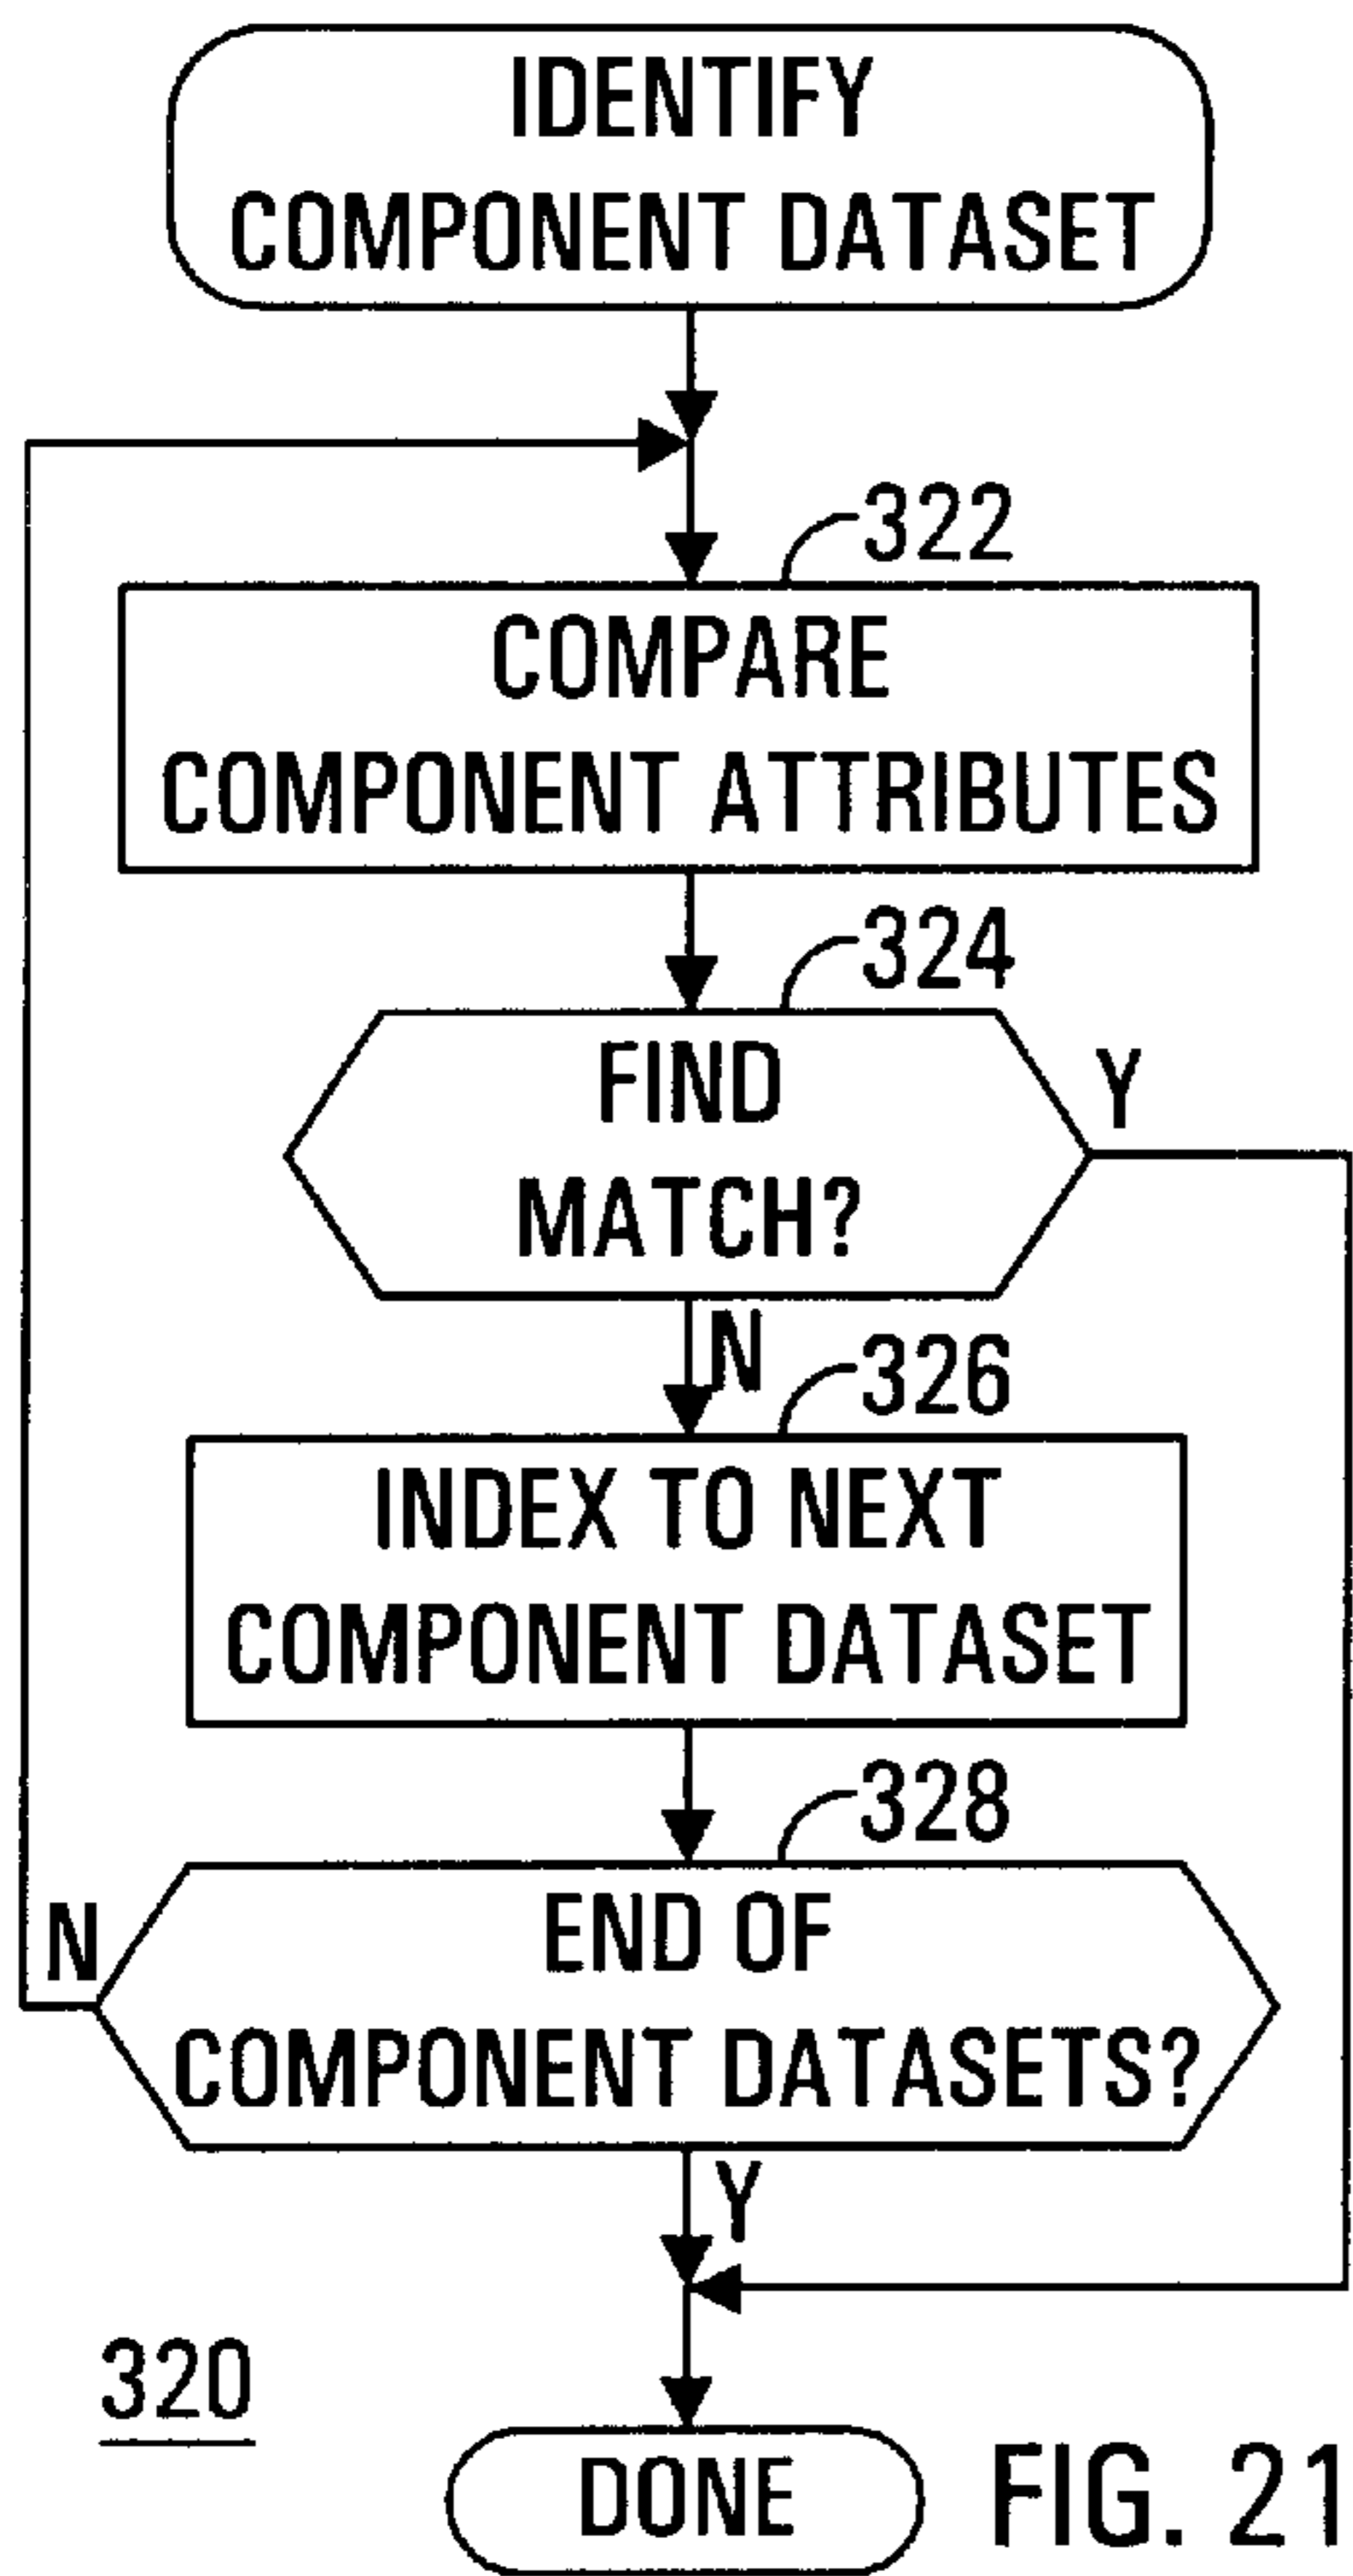 IDENTIFY
COMPONENT DATASET
322
COMPARE
COMPONENT ATTRIBUTES
324
FIND
MATCH?
Y
N
326
INDEX TO NEXT
COMPONENT DATASET
328
END OF
COMPONENT DATASETS?
N
Y
320
DONE
FIG. 21